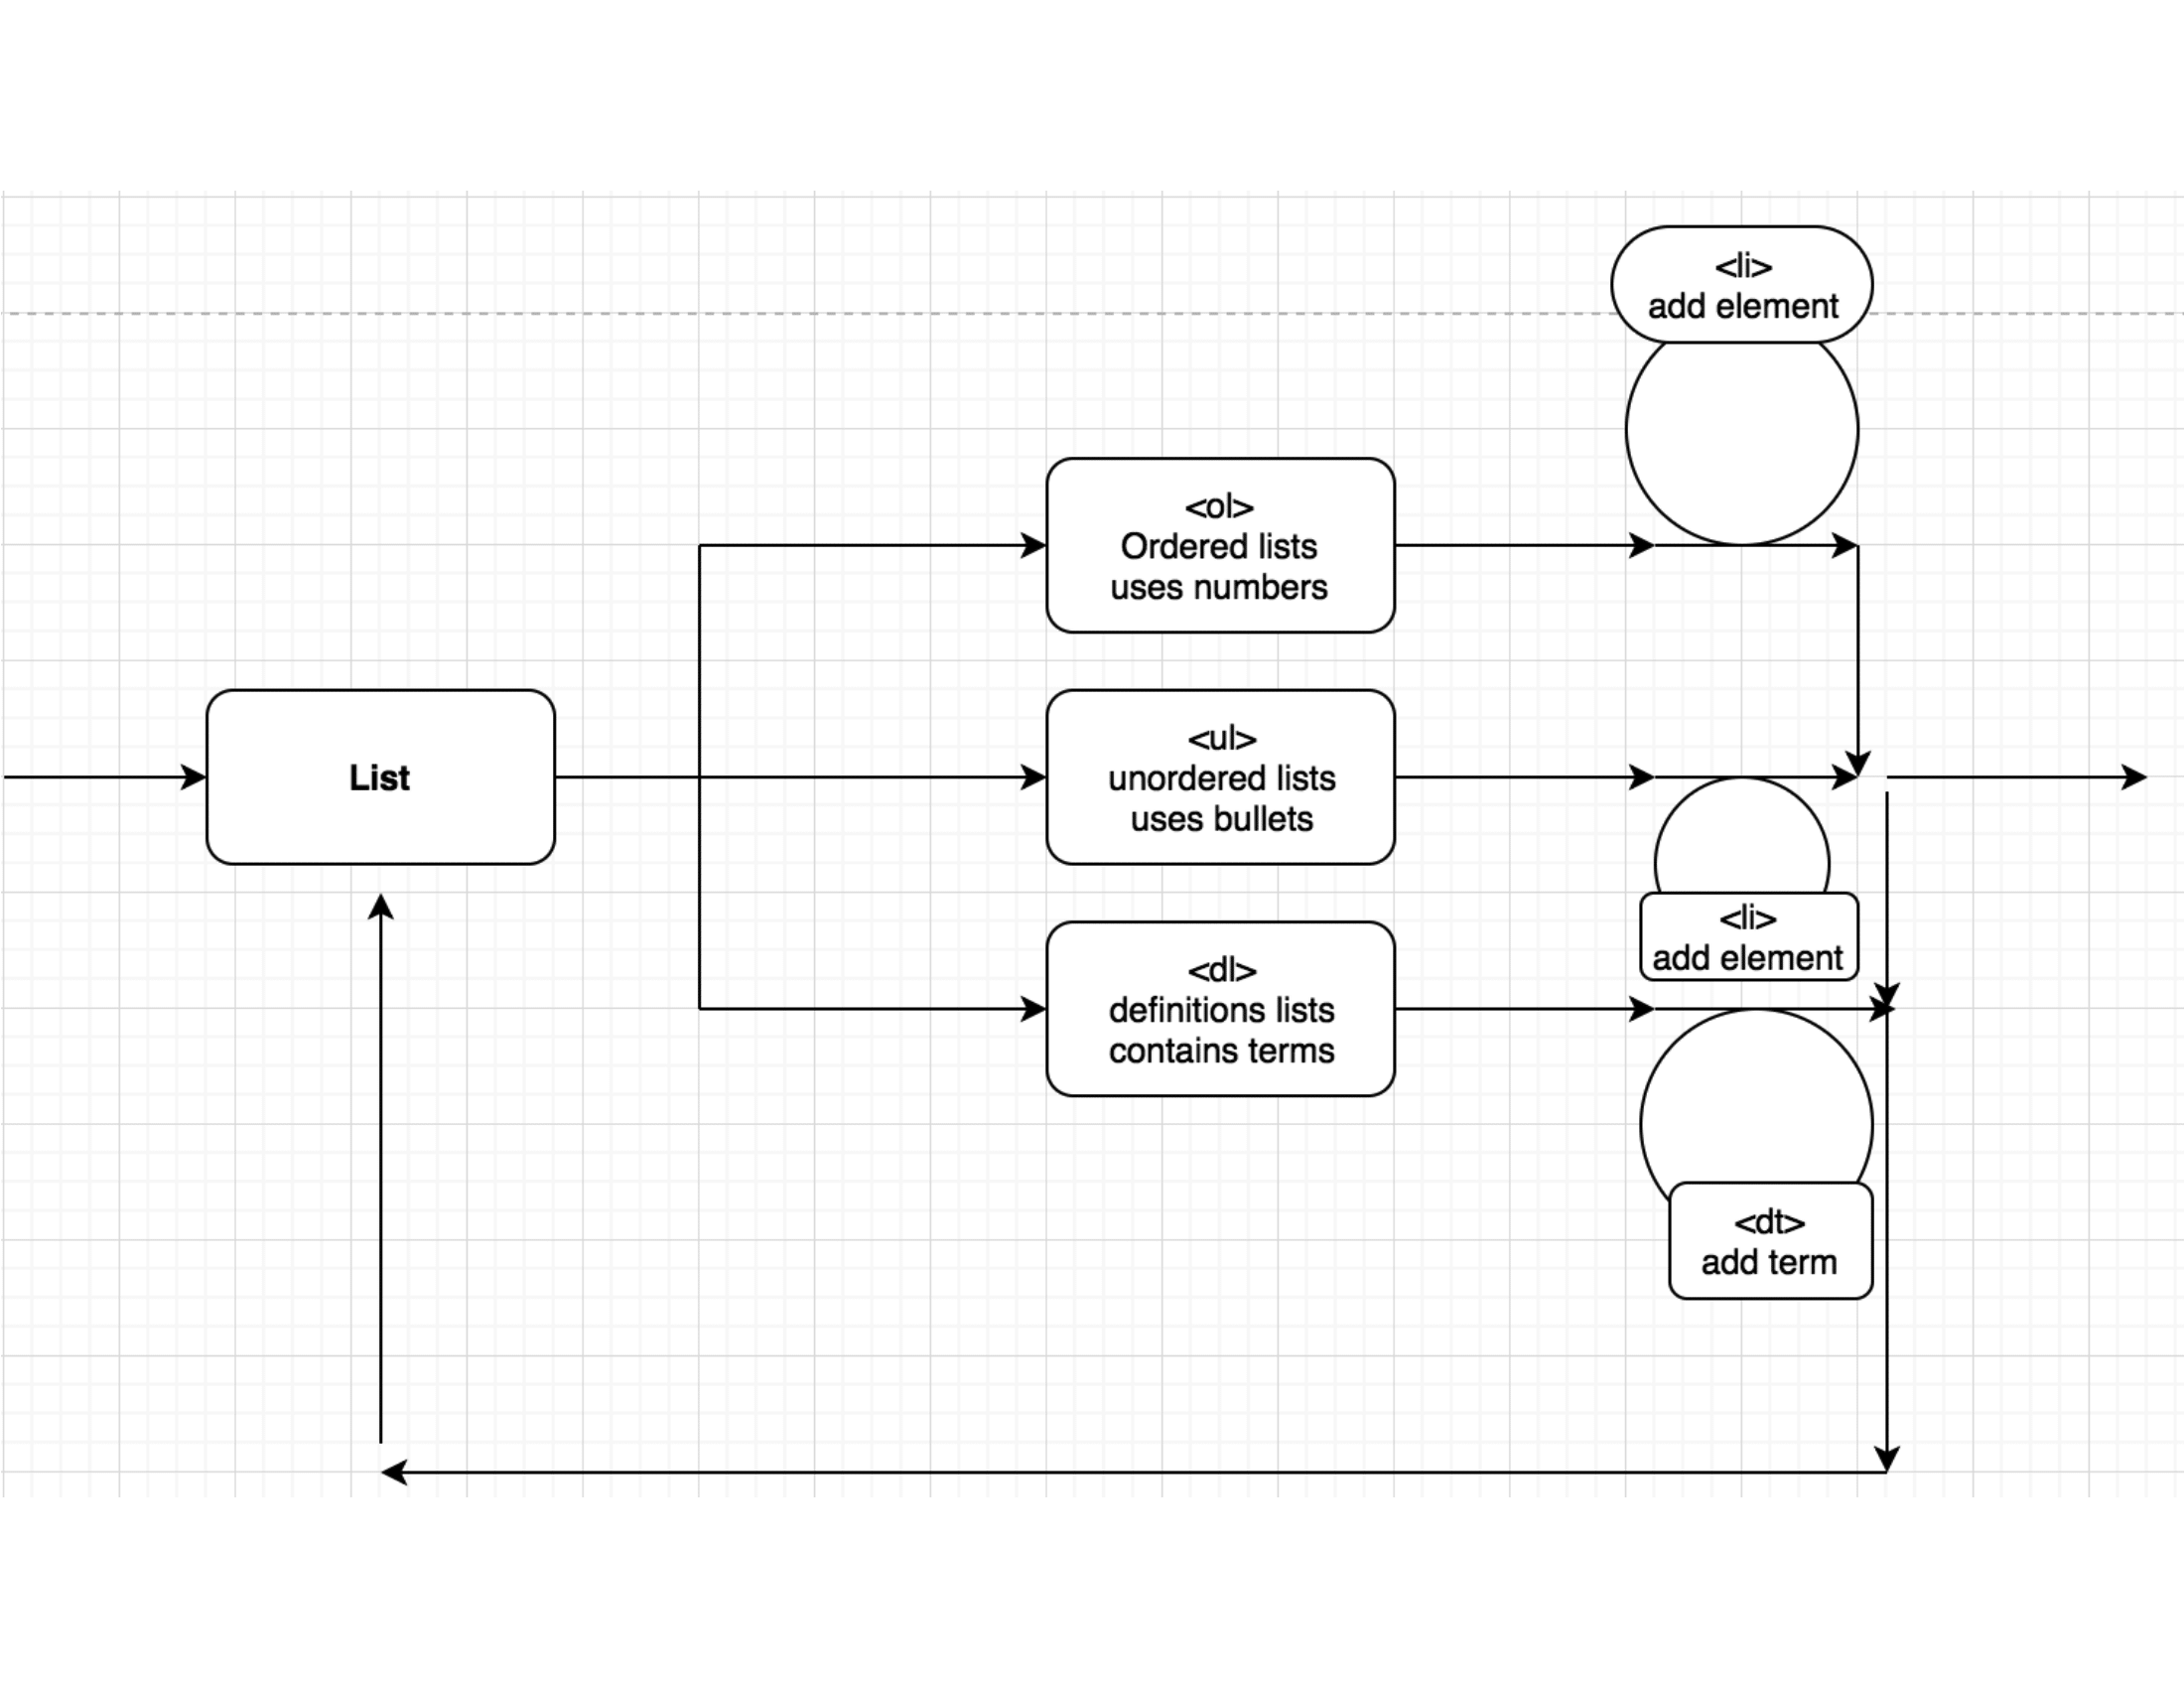 <li>
add element
<ol>
Ordered lists
uses numbers
List
<ul>
unordered lists
uses bullets
<li>
add element
<dl>
definitions lists
contains terms
<dt>
add term